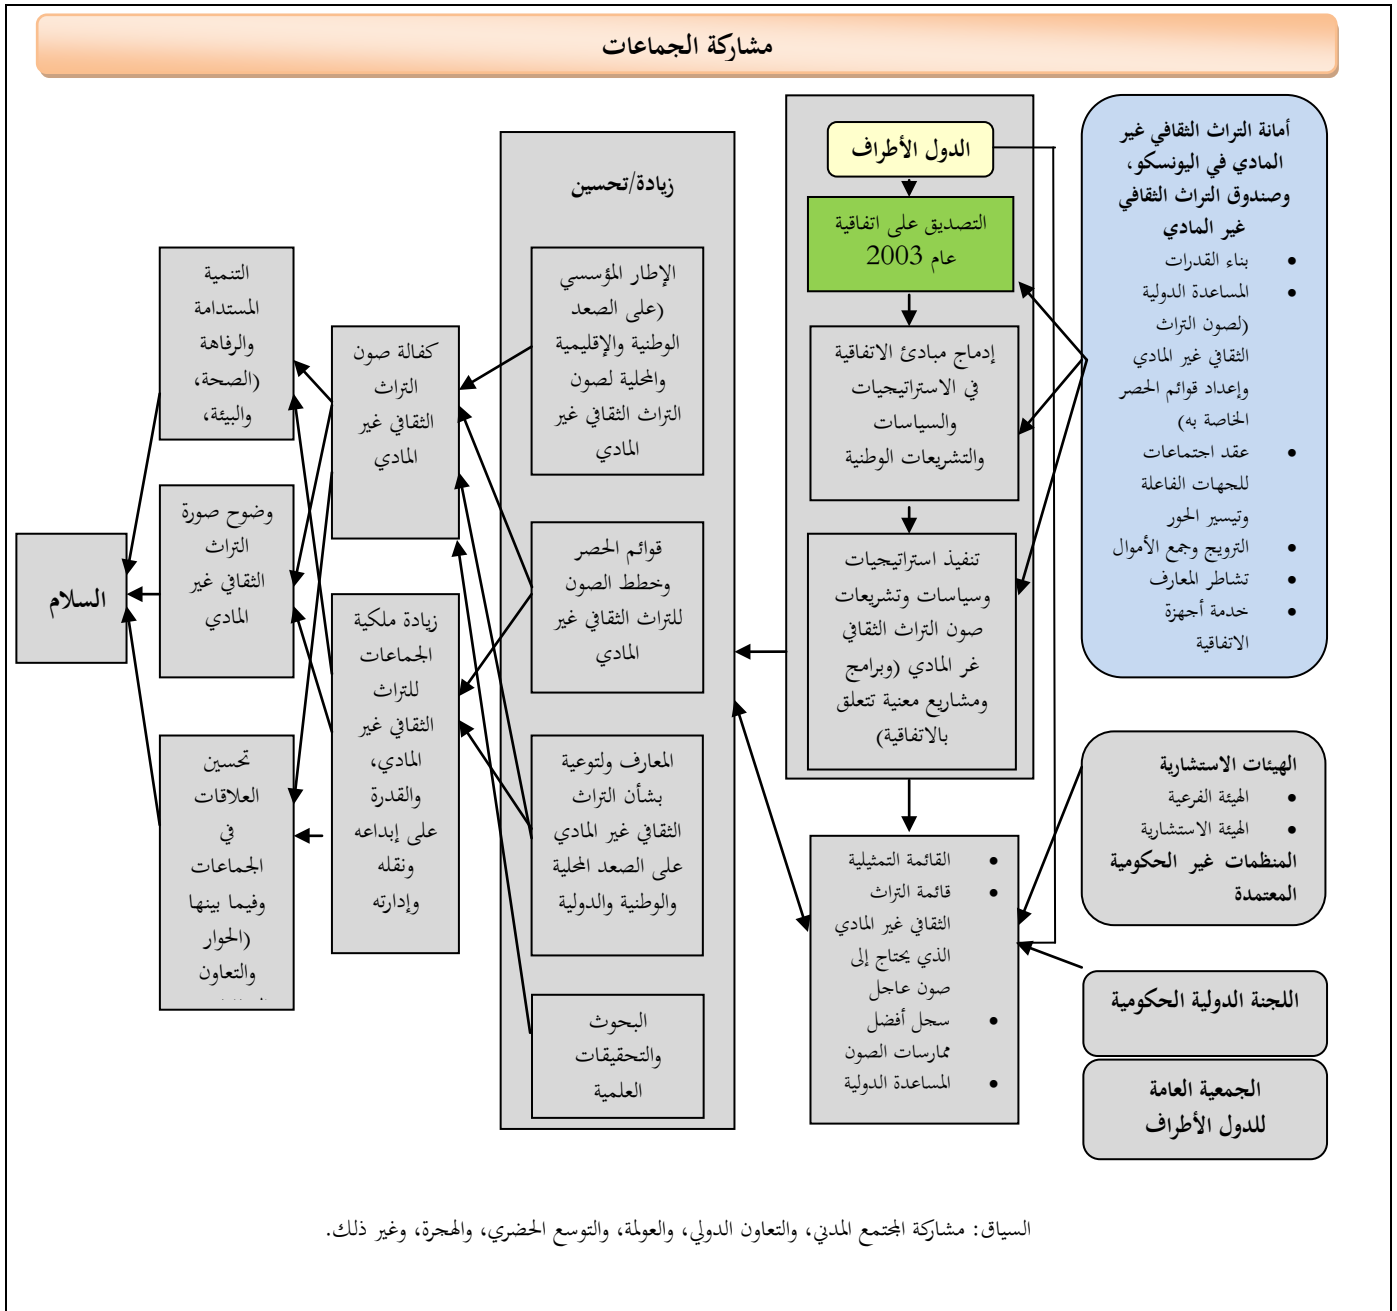 مشاركة الجماعات
أمانة التراث الثقافي غير
المادي في اليونسكو،
وصندوق التراث الثقافي
غير المادي
• بناء القدرات
• المساعدة الدولية
(لصون التراث
الثقافي غير المادي
وإعداد قوائم الحصر
الخاصة به)
• عقد اجتماعات
للجهات الفاعلة
وتيسير الحور
• الترويج وجمع الأموال
• تشاطر المعارف
• خدمة أجهزة
الاتفاقية
الهيئات الاستشارية
• الهيئة الفرعية
• الهيئة الاستشارية
المنظمات غير الحكومية
المعتمدة
اللجنة الدولية الحكومية
الجمعية العامة
للدول الأطراف
الدول الأطراف
التصديق على اتفاقية
عام 2003
إدماج مبادئ الاتفاقية
في الاستراتيجيات
والسياسات
والتشريعات الوطنية
تنفيذ استراتيجيات
وسياسات وتشريعات
صون التراث الثقافي
غر المادي (وبرامج
ومشاريع معنية تتعلق
بالاتفاقية)
• القائمة التمثيلية
• قائمة التراث
الثقافي غير المادي
الذي يحتاج إلى
صون عاجل
• سجل أفضل
ممارسات الصون
• المساعدة الدولية
زيادة/تحسين
الإطار المؤسسي
(على الصعد
الوطنية والإقليمية
والمحلية لصون
التراث الثقافي غير
المادي
قوائم الحصر
وخطط الصون
للتراث الثقافي غير
المادي
المعارف ولتوعية
بشأن التراث
الثقافي غير المادي
على الصعد المحلية
والوطنية والدولية
البحوث
والتحقيقات
العلمية
كفالة صون
التراث
الثقافي غير
المادي
زيادة ملكية
الجماعات
للتراث
الثقافي غير
المادي،
والقدرة
على إبداعه
ونقله
وإدارته
التنمية
المستدامة
والرفاهة
(الصحة،
والبيئة،
وضوح صورة
التراث
الثقافي غير
المادي
تحسين
العلاقات
في
الجماعات
وفيما بينها
(الحوار
والتعاون
السلام
السياق: مشاركة المجتمع المدني، والتعاون الدولي، والعولمة، والتوسع الحضري، والهجرة، وغير ذلك.